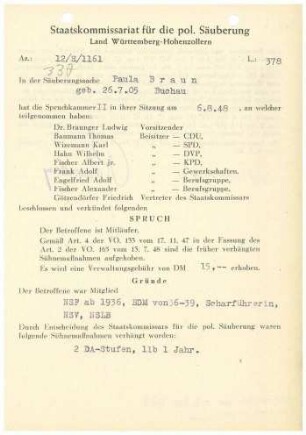 Staatskommissariat für die pol. Säuberung
Land Württemberg-Hohenzollern
Az.: 12/E/1161 L.: 378
In der Säuberungssache Paula Braun
geb. 26.7.05 Buchau
hat die Spruchkammer II in ihrer Sitzung am 6.8.48, an welcher
teilgenommen haben:
Dr. Braunger Ludwig Vorsitzender
Baumann Thomas Beisitzer — CDU,
Wizemann Karl — SPD,
Hahn Wilhelm — DVP,
Fischer Albert jr. — KPD,
Frank Adolf — Gewerkschaften,
Engelfried Adolf — Berufsgruppe,
Fischer Alexander — Berufsgruppe,
Götzendörfer Friedrich Vertreter des Staatskommissars
beschlossen und verkündet folgenden
SPRUCH
Der Betroffene ist Mitläufer.
Gemäß Art. 4 der VO. 133 vom 17. 11. 47 in der Fassung des
Art. 2 der VO. 165 vom 13. 7. 48 sind die früher verhängten
Sühnemaßnahmen aufgehoben.
Es wird eine Verwaltungsgebühr von DM 15,-- erhoben.
Gründe
Der Betroffene war Mitglied
NSF ab 1936, BDM von 36-39, Scharführerin,
NSV, NSLB
Durch Entscheidung des Staatskommissars für die pol. Säuberung waren
folgende Sühnemaßnahmen verhängt worden:
2 DA-Stufen, 11b 1 Jahr.